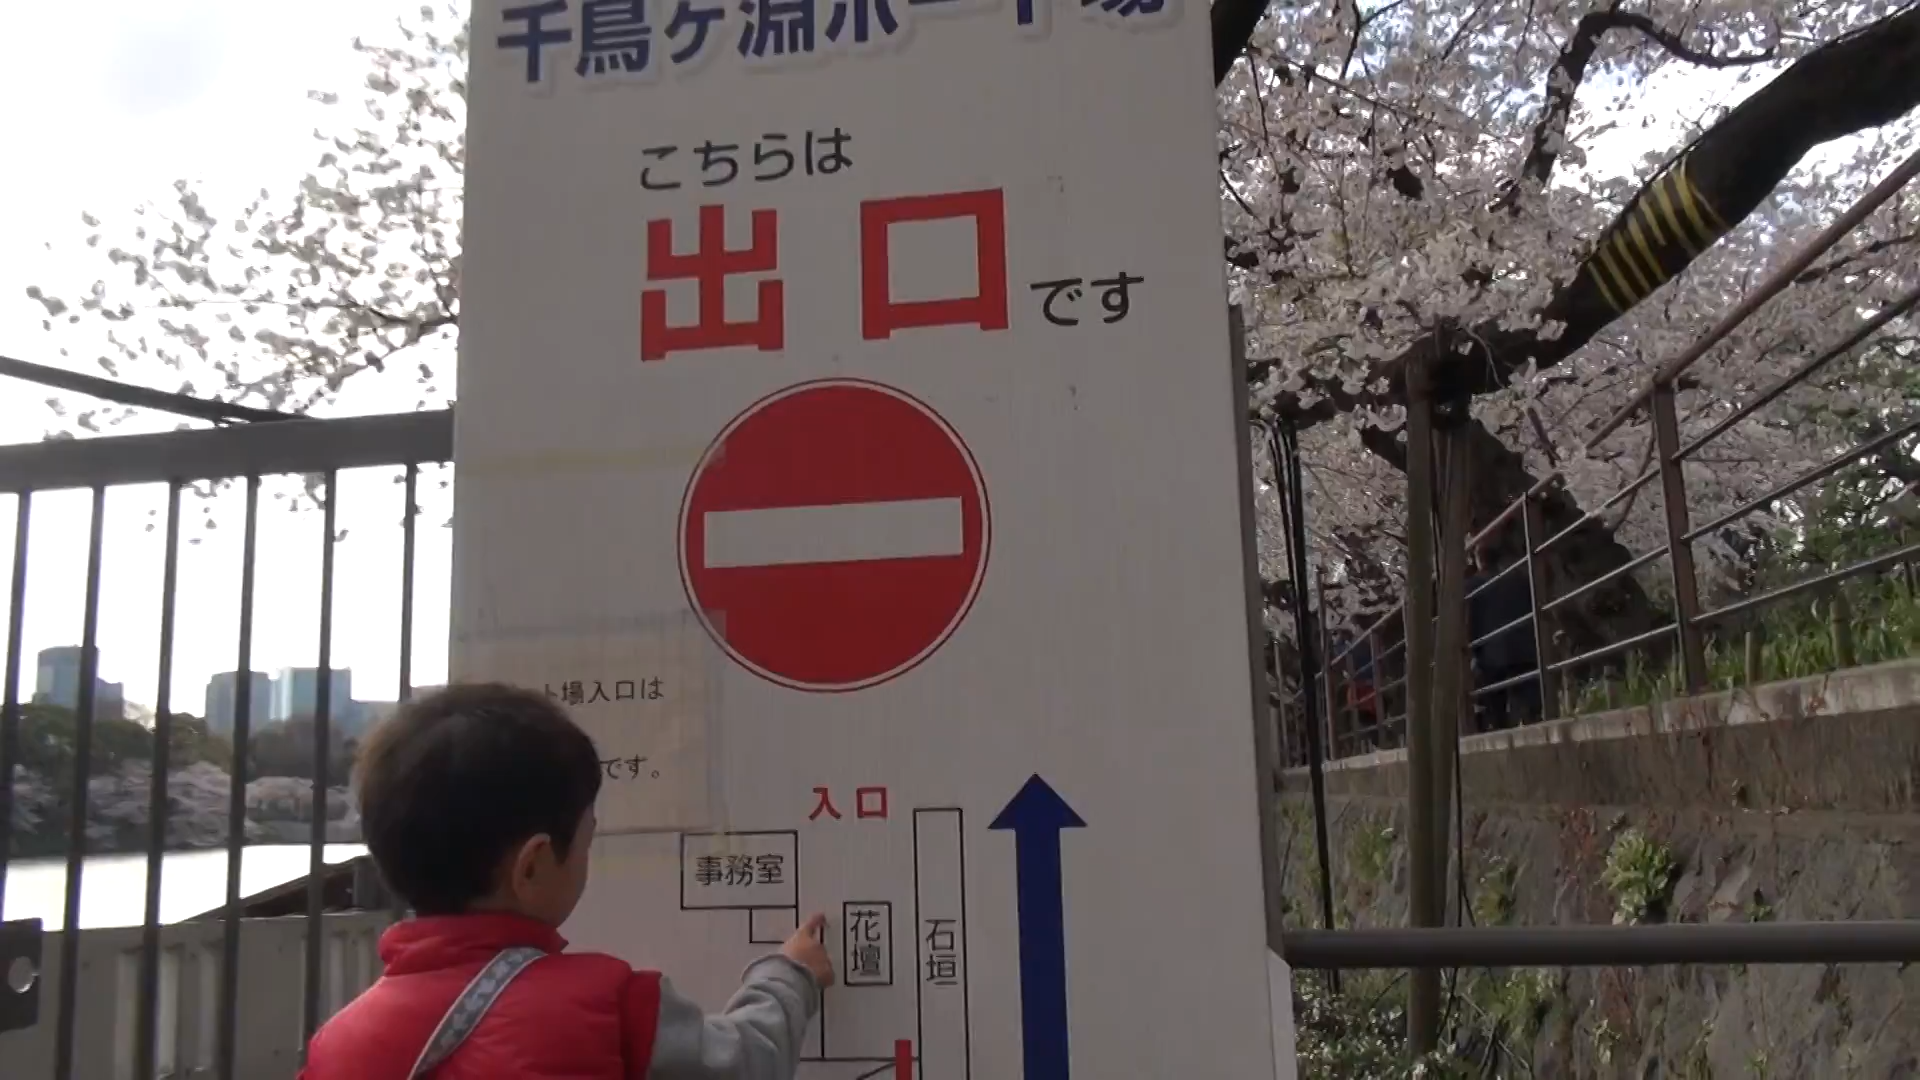 千鳥ヶ淵ボート場
こちらは
出口です
ト場入口は
です。
入口
事務室
花壇
石垣